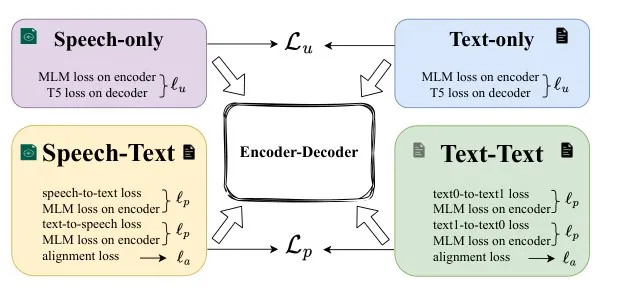 Speech-only
MLM loss on encoder
T5 loss on decoder
ℓu
ℒu
Text-only
MLM loss on encoder
T5 loss on decoder
ℓu
Encoder-Decoder
Speech-Text
speech-to-text loss
MLM loss on encoder
ℓp
text-to-speech loss
MLM loss on encoder
ℓp
alignment loss
ℓa
ℒp
Text-Text
text0-to-text1 loss
MLM loss on encoder
ℓp
text1-to-text0 loss
MLM loss on encoder
ℓp
alignment loss
ℓa